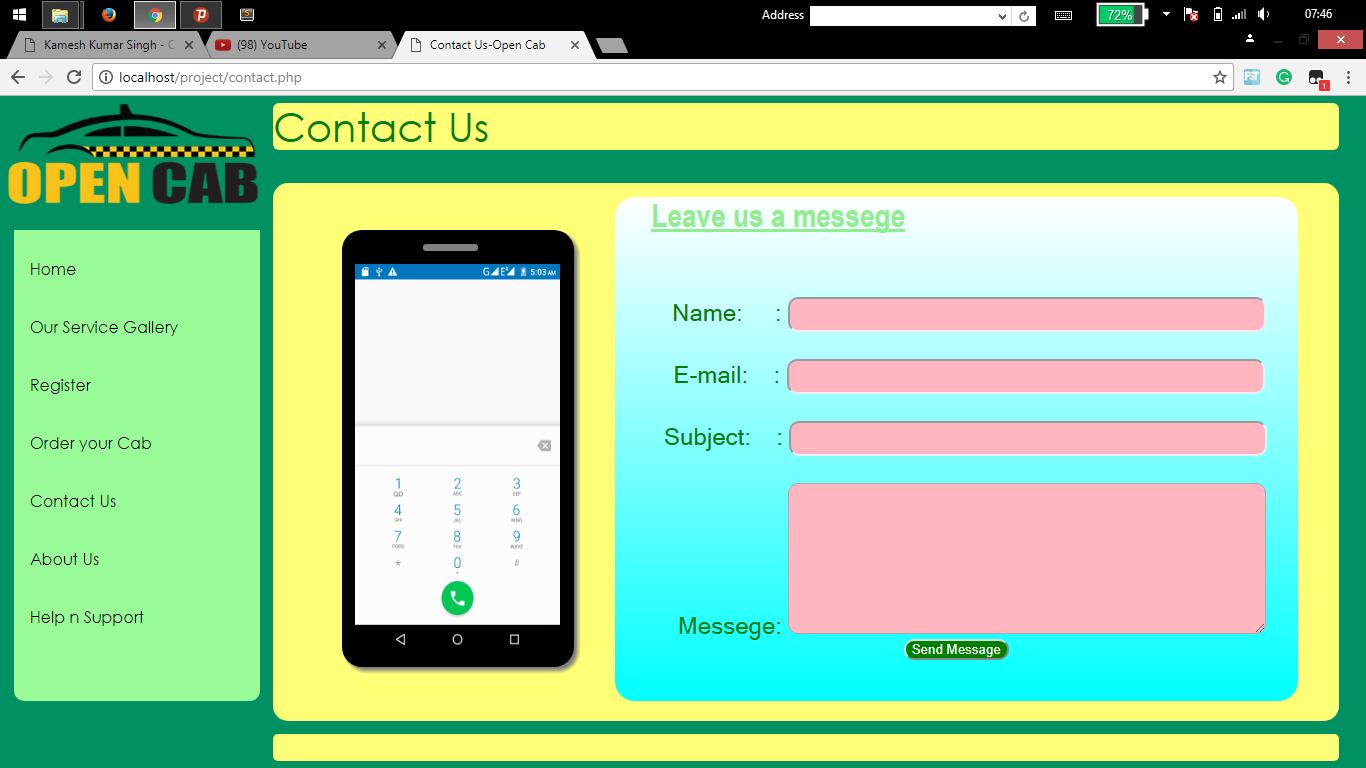 Address
72%
07:46
Kamesh Kumar Singh - C
(98) YouTube
Contact Us-Open Cab
localhost/project/contact.php
1
OPEN CAB
Contact Us
Home
Our Service Gallery
Register
Order your Cab
Contact Us
About Us
Help n Support
G E 5:03 AM
1 2 3
ABC DEF
4 5 6
GHI JKL MNO
7 8 9
PQRS TUV WXYZ
* 0 #
+
Leave us a messege
Name: :
E-mail: :
Subject: :
Messege:
Send Message